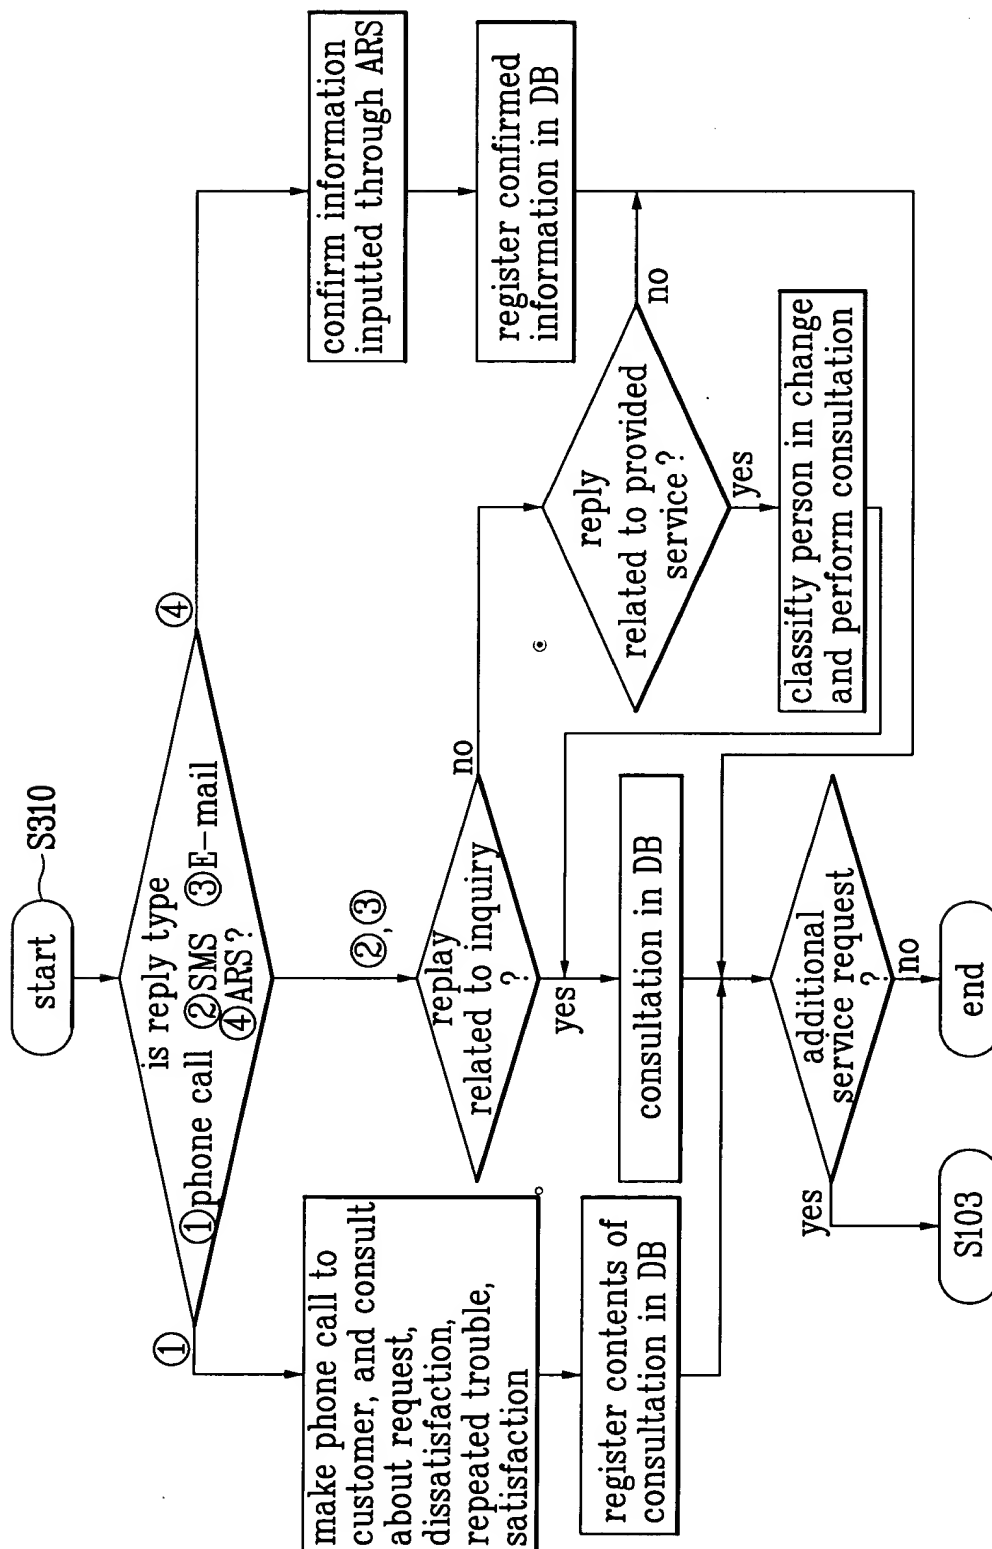 start
S310
is reply type
①phone call ②SMS ③E-mail
④ARS?
①
②,③
④
make phone call to
customer, and consult
about request,
dissatisfaction,
repeated trouble,
satisfaction
register contents of
consultation in DB
replay
related to inquiry
?
yes
no
consultation in DB
reply
related to provided
service?
yes
no
classifty person in change
and perform consultation
confirm information
inputted through ARS
register confirmed
information in DB
additional
service request
?
yes
no
S103
end